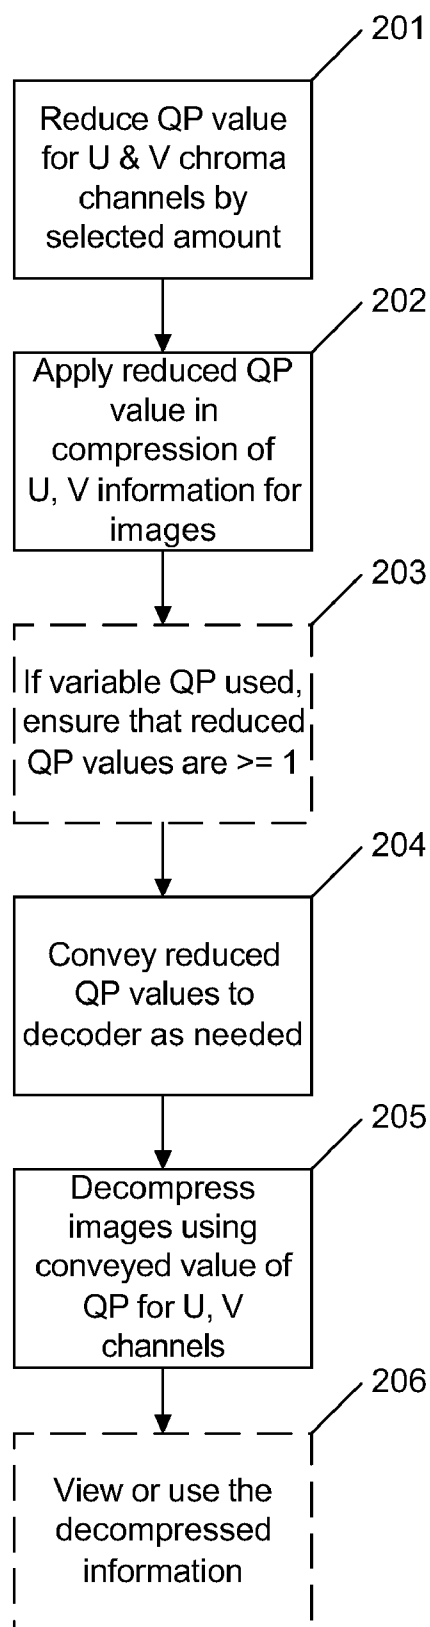 201
Reduce QP value
for U & V chroma
channels by
selected amount
202
Apply reduced QP
value in
compression of
U, V information for
images
203
If variable QP used,
ensure that reduced
QP values are >= 1
204
Convey reduced
QP values to
decoder as needed
205
Decompress
images using
conveyed value of
QP for U, V
channels
206
View or use the
decompressed
information